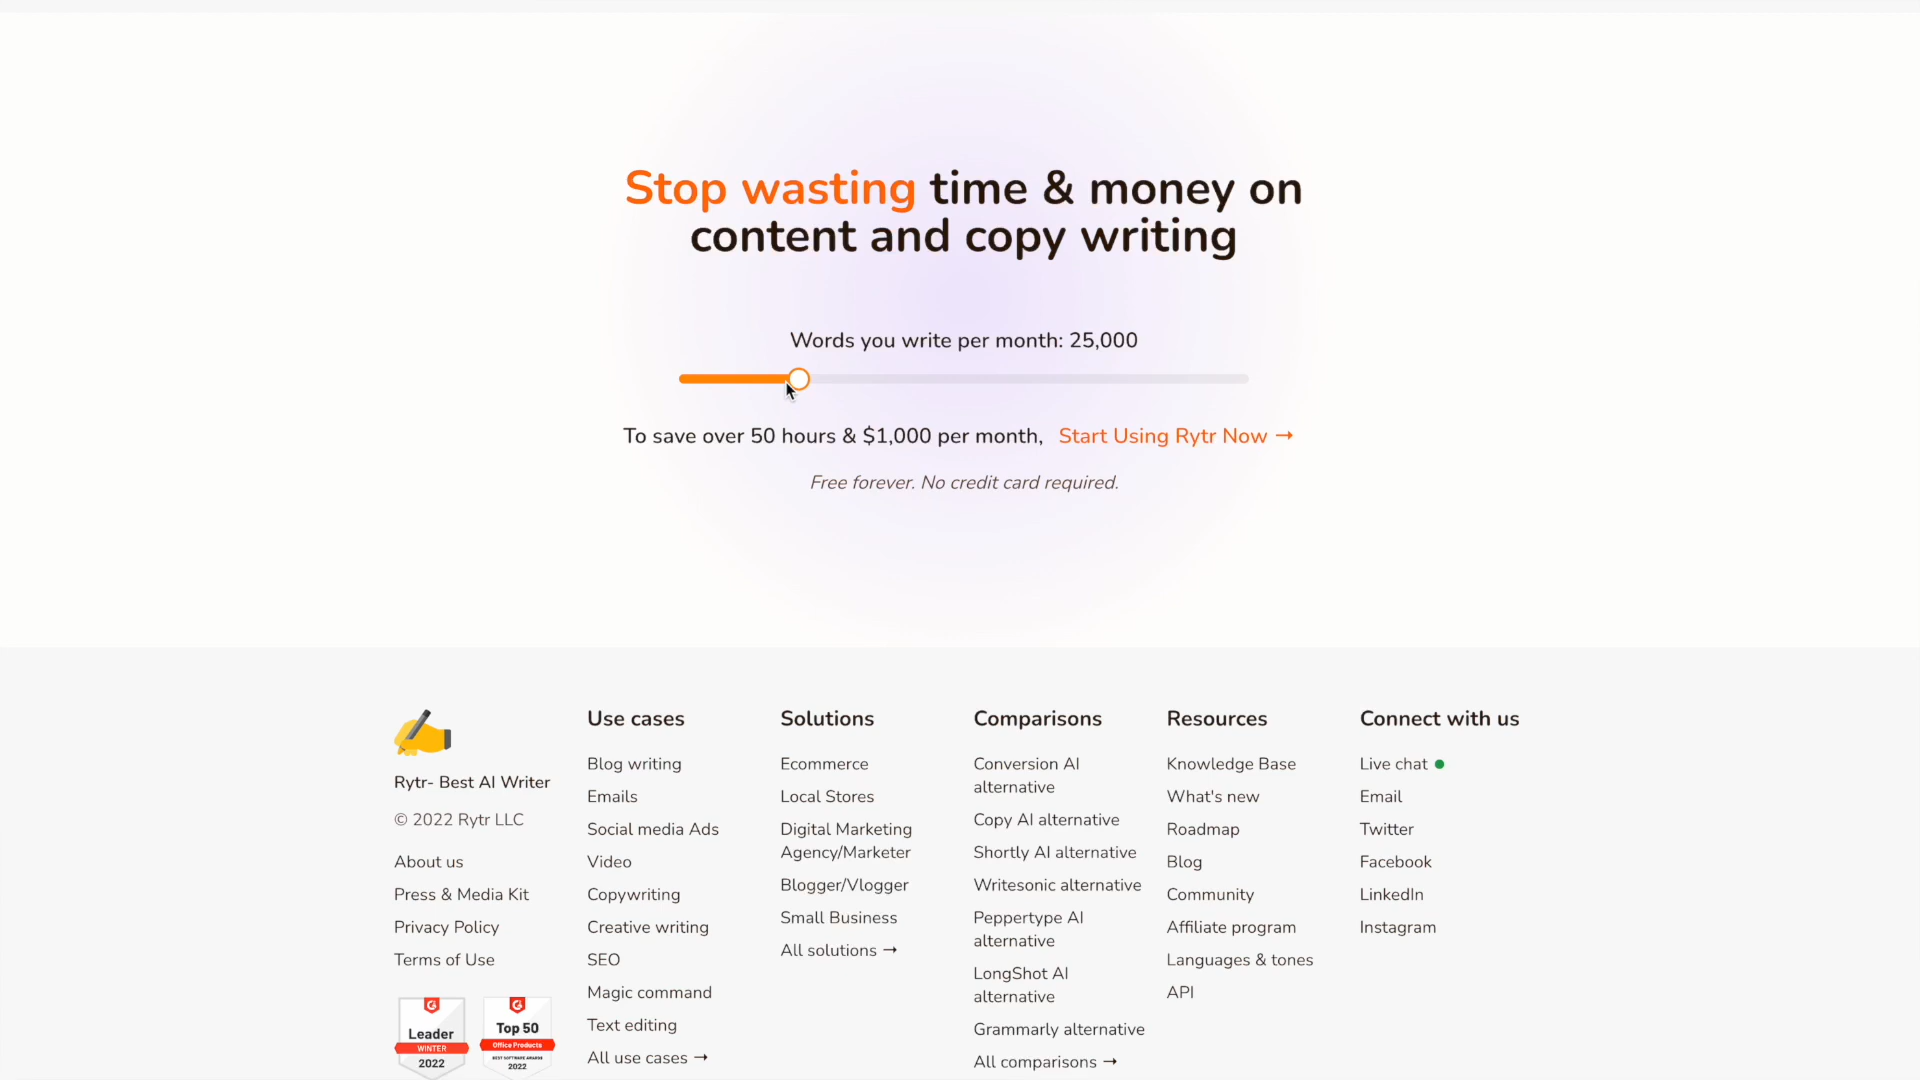 Stop wasting time & money on
content and copy writing
Words you write per month: 25,000
To save over 50 hours & $1,000 per month, Start Using Rytr Now →
Free forever. No credit card required.
Rytr- Best AI Writer
© 2022 Rytr LLC
About us
Press & Media Kit
Privacy Policy
Terms of Use
Leader
WINTER
2022
Top 50
Office Products
BEST SOFTWARE AWARDS
2022
Use cases
Blog writing
Emails
Social media Ads
Video
Copywriting
Creative writing
SEO
Magic command
Text editing
All use cases →
Solutions
Ecommerce
Local Stores
Digital Marketing
Agency/Marketer
Blogger/Vlogger
Small Business
All solutions →
Comparisons
Conversion AI
alternative
Copy AI alternative
Shortly AI alternative
Writesonic alternative
Peppertype AI
alternative
LongShot AI
alternative
Grammarly alternative
All comparisons →
Resources
Knowledge Base
What's new
Roadmap
Blog
Community
Affiliate program
Languages & tones
API
Connect with us
Live chat
Email
Twitter
Facebook
LinkedIn
Instagram